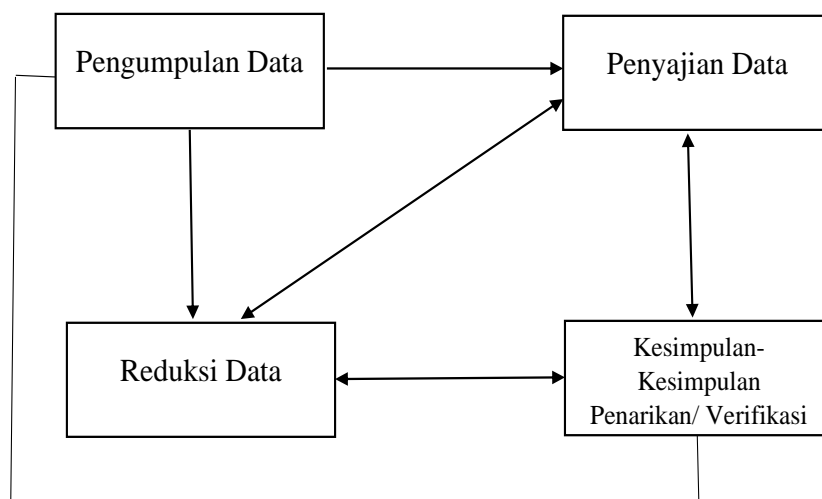 Pengumpulan Data
Penyajian Data
Reduksi Data
Kesimpulan-
Kesimpulan
Penarikan/ Verifikasi